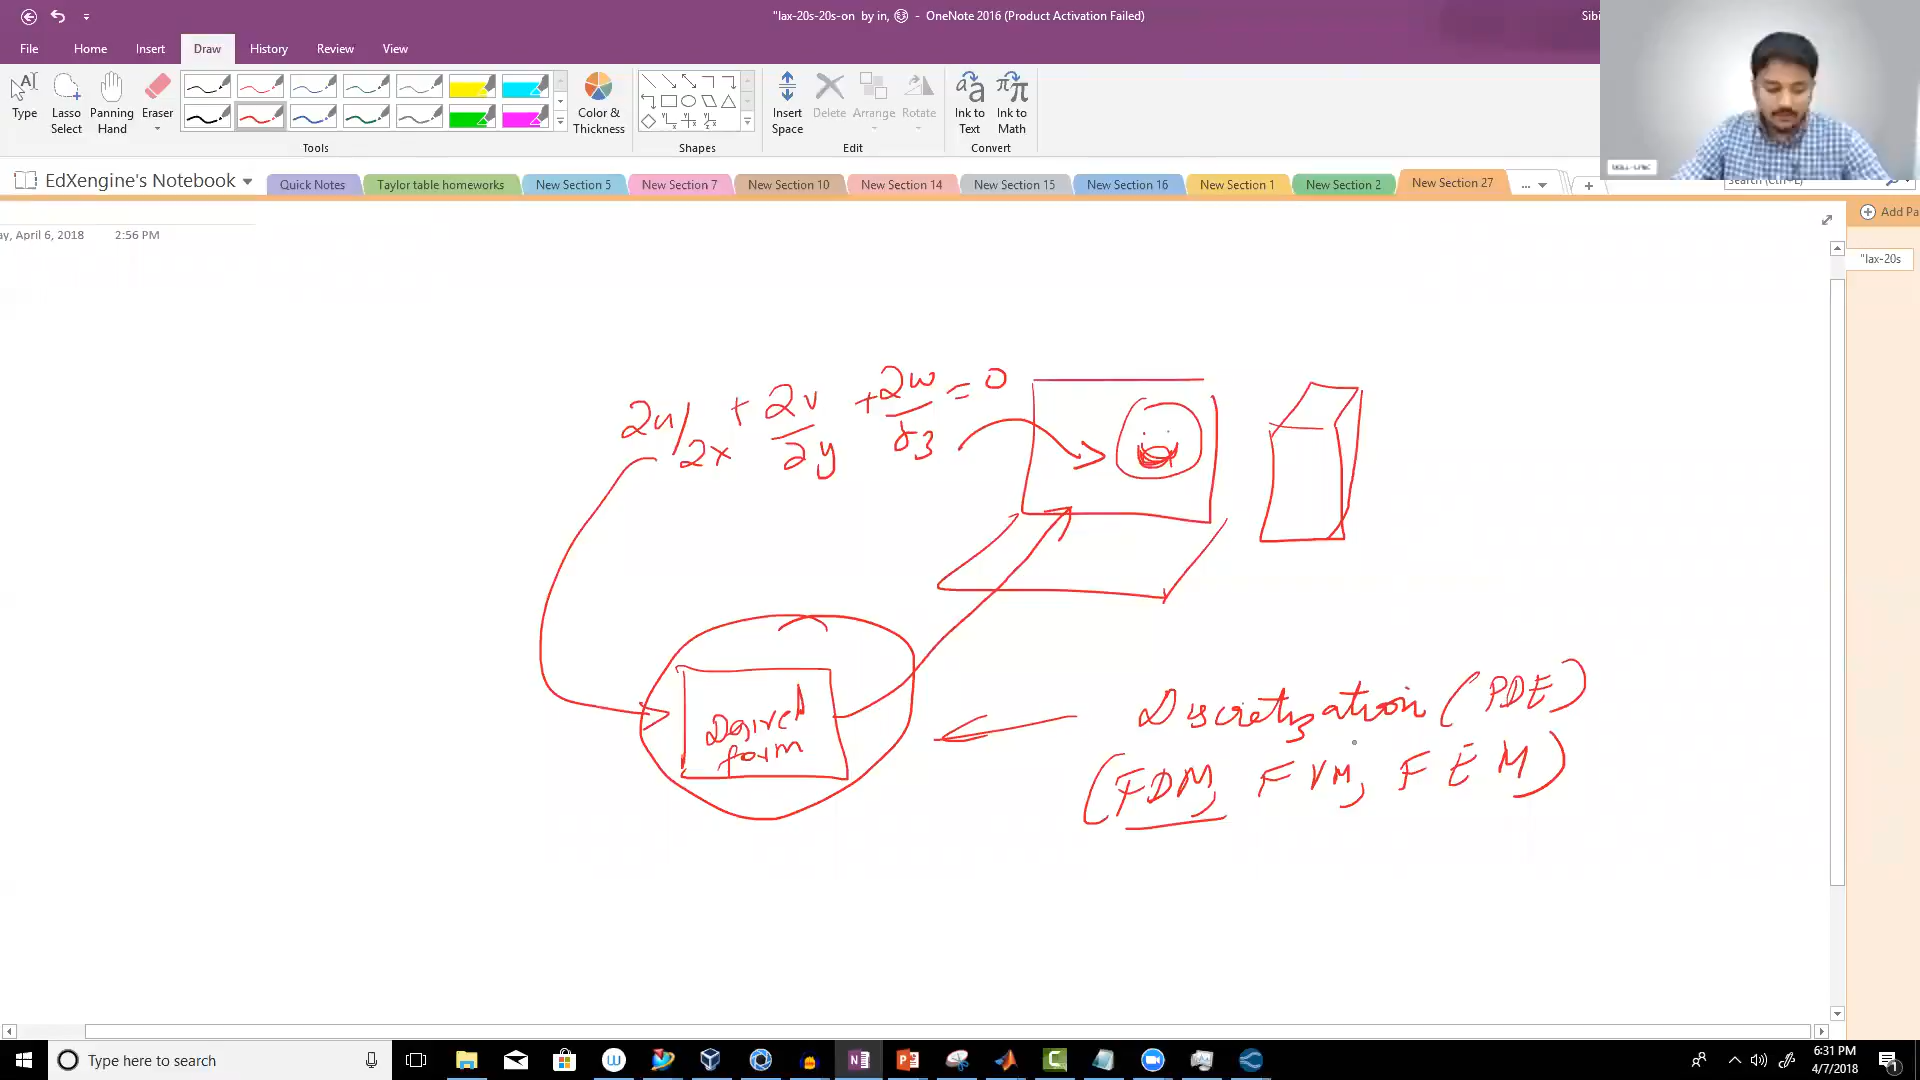 "lax-20s-20s-on by in, - OneNote 2016 (Product Activation Failed)
Sibi
File Home Insert Draw History Review View
Type
Lasso Select
Panning Hand
Eraser
Color & Thickness
Insert Space
Delete
Arrange
Rotate
Ink to Text
Ink to Math
Tools
Shapes
Edit
Convert
EdXengine's Notebook
Quick Notes
Taylor table homeworks
New Section 5
New Section 7
New Section 10
New Section 14
New Section 15
New Section 16
New Section 1
New Section 2
New Section 27
...
Search (Ctrl+E)
Add Pa
ay, April 6, 2018 2:56 PM
"lax-20s
∂u/∂x + ∂v/∂y + ∂w/∂z = 0
Desired
form
Discretization (PDE)
(FDM, FVM, FEM)
Type here to search
6:31 PM
4/7/2018